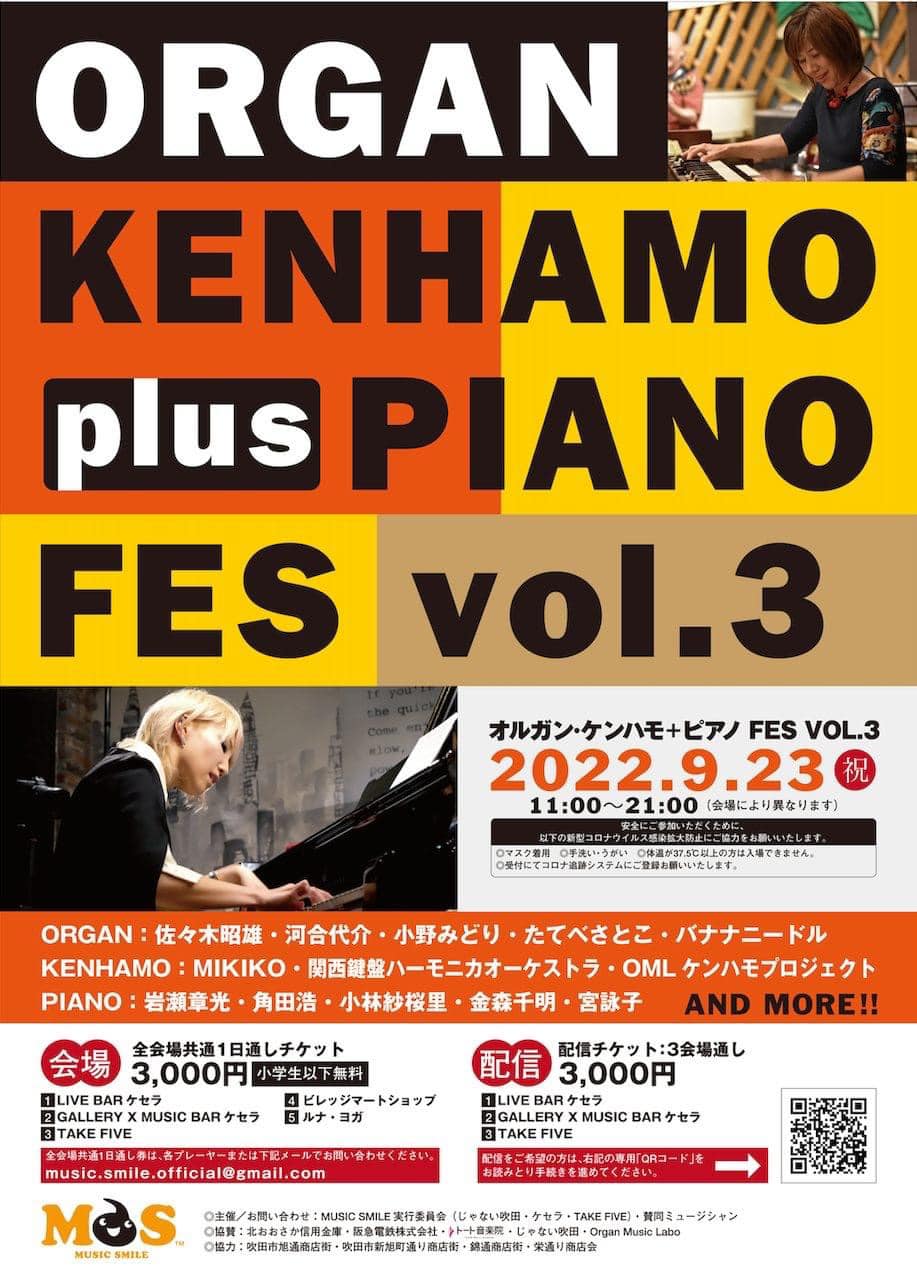 ORGAN
KENHAMO
plus PIANO
FES vol.3
If you're
the quick
Come
slow,
オルガン・ケンハモ+ピアノ FES VOL.3
2022.9.23 祝
11:00〜21:00（会場により異なります）
安全にご参加いただくために、
以下の新型コロナウイルス感染拡大防止にご協力をお願いいたします。
◎マスク着用 ◎手洗い・うがい ◎体温が37.5℃以上の方は入場できません。
◎受付にてコロナ追跡システムにご登録お願いいたします。
ORGAN：佐々木昭雄・河合代介・小野みどり・たてべさとこ・バナナニードル
KENHAMO：MIKIKO・関西鍵盤ハーモニカオーケストラ・OML ケンハモプロジェクト
PIANO：岩瀬章光・角田浩・小林紗桜里・金森千明・宮詠子 AND MORE!!
会場 全会場共通1日通しチケット
3,000円 小学生以下無料
1 LIVE BAR ケセラ
2 GALLERY X MUSIC BAR ケセラ
3 TAKE FIVE
4 ビレッジマートショップ
5 ルナ・ヨガ
全会場共通1日通し券は、各プレーヤーまたは下記メールでお問い合わせください。
music.smile.official@gmail.com
配信 配信チケット：3会場通し
3,000円
1 LIVE BAR ケセラ
2 GALLERY X MUSIC BAR ケセラ
3 TAKE FIVE
配信をご希望の方は、右記の専用「QRコード」を
お読みとり手続きを進めてください。
MOS TM
MUSIC SMILE
◎主催／お問い合わせ：MUSIC SMILE 実行委員会（じゃない吹田・ケセラ・TAKE FIVE）・賛同ミュージシャン
◎協賛：北おおさか信用金庫・阪急電鉄株式会社・トート音楽院・じゃない吹田・Organ Music Labo
◎協力：吹田市旭通商店街・吹田市新旭町通り商店街・錦通商店街・栄通り商店会